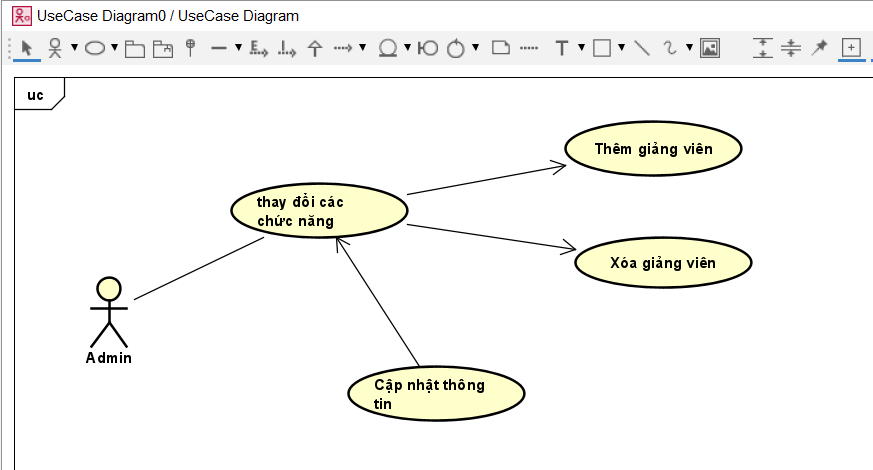 UseCase Diagram0 / UseCase Diagram
E..
I..
T
uc
Thêm giảng viên
thay đổi các
chức năng
Xóa giảng viên
Admin
Cập nhật thông
tin